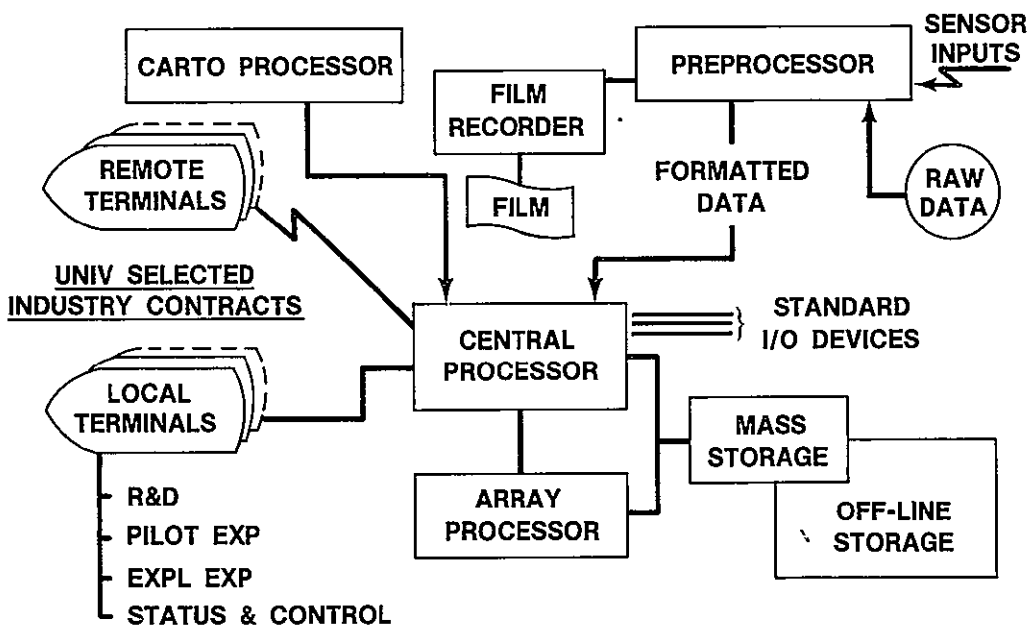 CARTO PROCESSOR
PREPROCESSOR
SENSOR
INPUTS
FILM
RECORDER
FILM
FORMATTED
DATA
RAW
DATA
REMOTE
TERMINALS
UNIV SELECTED
INDUSTRY CONTRACTS
CENTRAL
PROCESSOR
STANDARD
I/O DEVICES
LOCAL
TERMINALS
R&D
PILOT EXP
EXPL EXP
STATUS & CONTROL
ARRAY
PROCESSOR
MASS
STORAGE
OFF-LINE
STORAGE